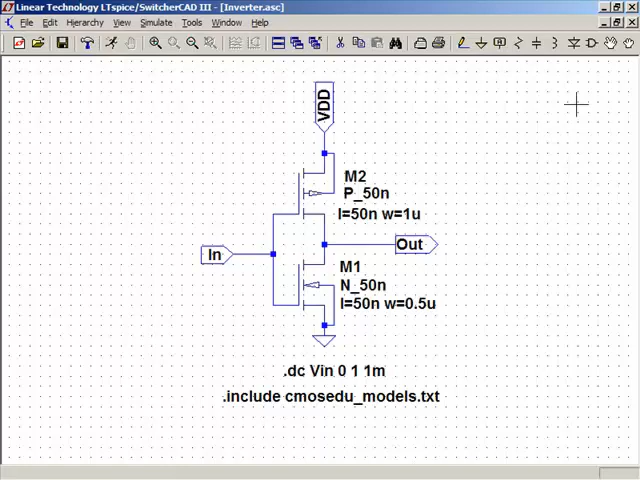 Linear Technology LTspice/SwitcherCAD III - [Inverter.asc]
File Edit Hierarchy View Simulate Tools Window Help
VDD
M2
P_50n
l=50n w=1u
In
Out
M1
N_50n
l=50n w=0.5u
.dc Vin 0 1 1m
.include cmosedu_models.txt